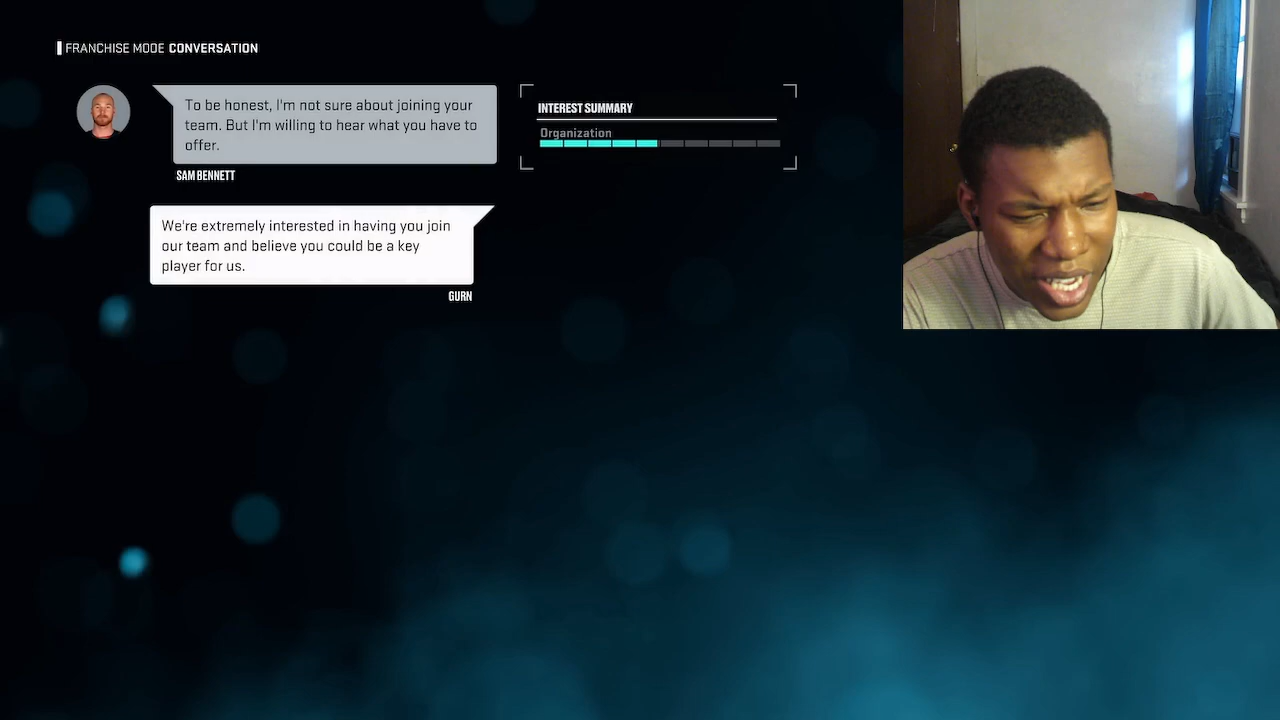 FRANCHISE MODE CONVERSATION
To be honest, I'm not sure about joining your
team. But I'm willing to hear what you have to
offer.
SAM BENNETT
INTEREST SUMMARY
Organization
We're extremely interested in having you join
our team and believe you could be a key
player for us.
GURN